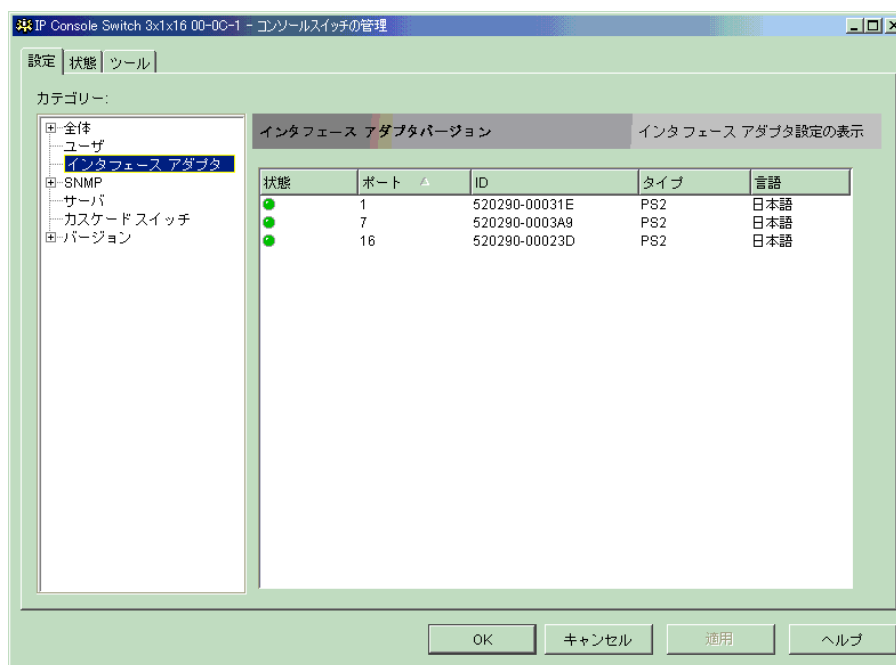 IP Console Switch 3x1x16 00-0C-1 - コンソールスイッチの管理
設定 状態 ツール
カテゴリー:
全体
ユーザ
インタフェース アダプタ
SNMP
サーバ
カスケード スイッチ
バージョン
インタフェース アダプタバージョン インタフェース アダプタ設定の表示
状態 ポート ID タイプ 言語
1 520290-00031E PS2 日本語
7 520290-0003A9 PS2 日本語
16 520290-00023D PS2 日本語
OK キャンセル 適用 ヘルプ